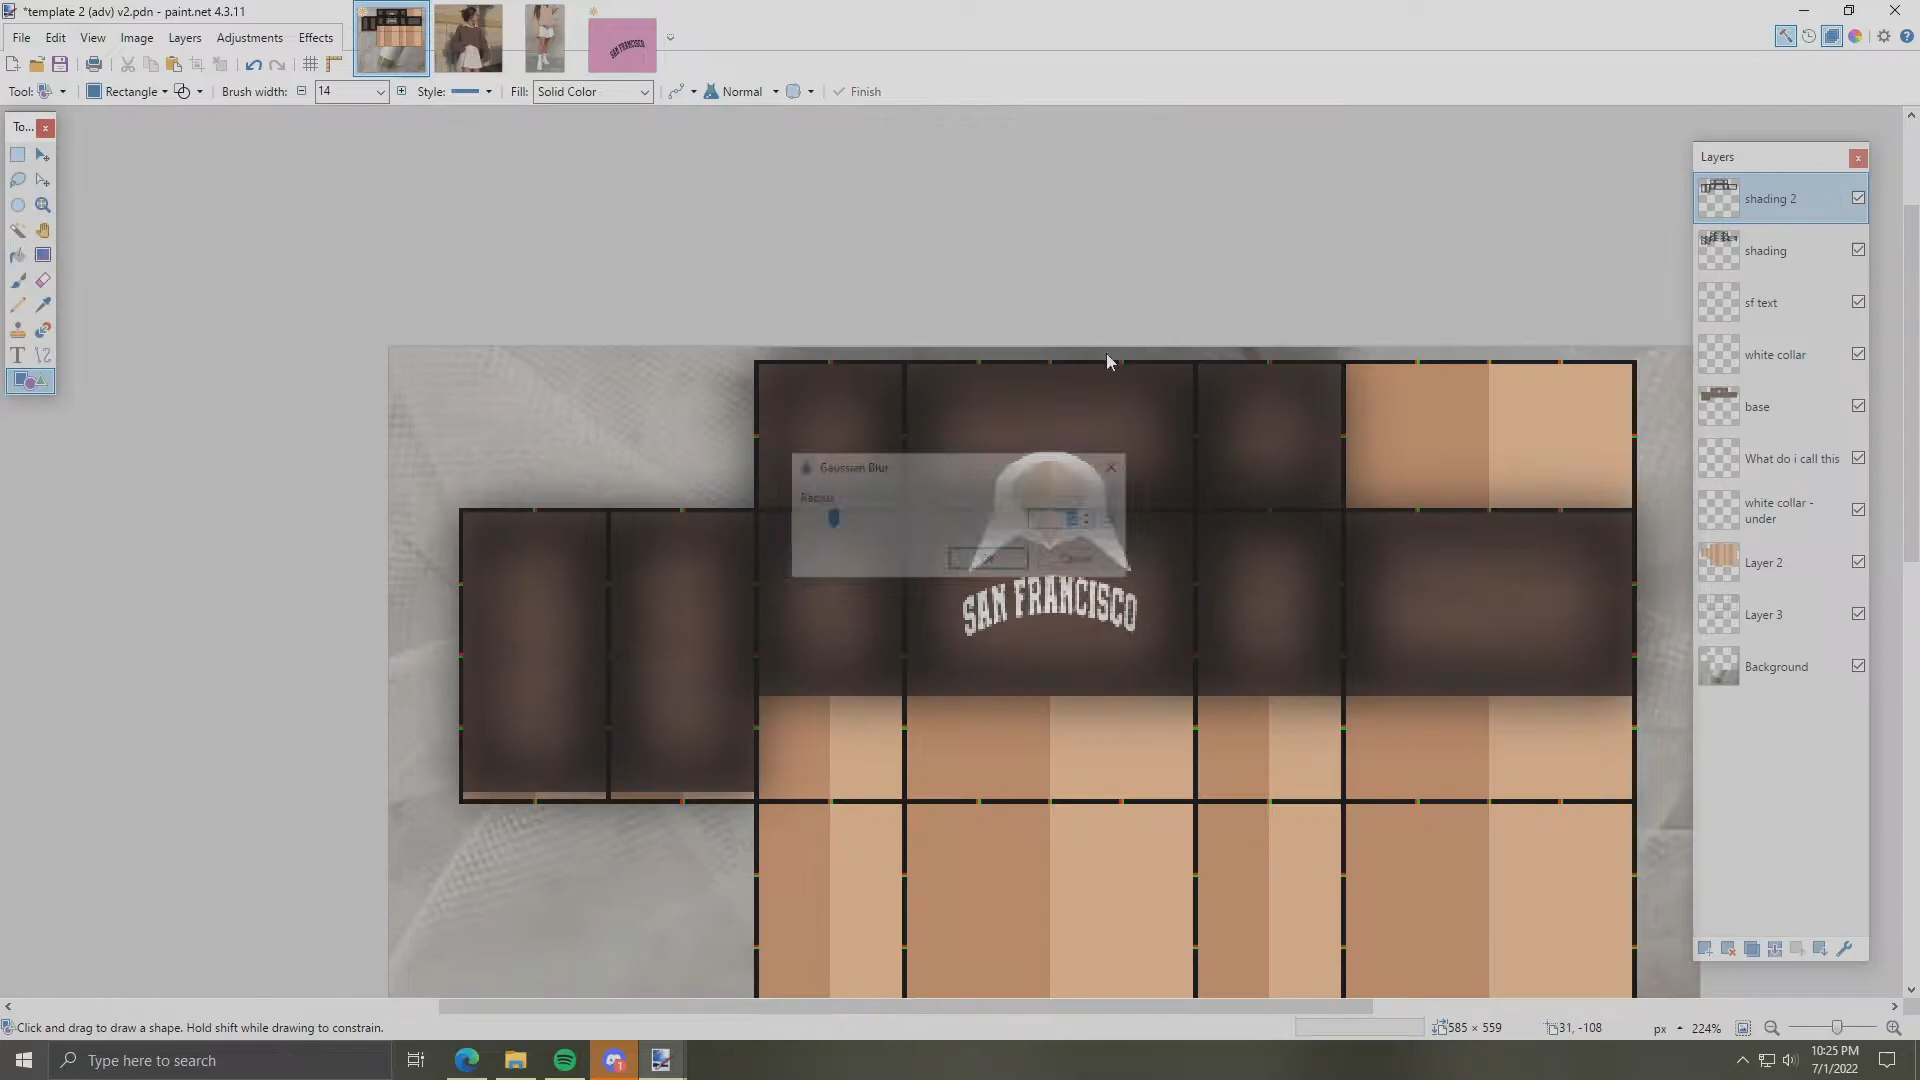 *template 2 (adv) v2.pdn - paint.net 4.3.11
File Edit View Image Layers Adjustments Effects
SAN FRANCISCO
Tool: Rectangle Brush width: 14 Style: Fill: Solid Color Normal Finish
To...
Layers
shading 2
shading
sf text
white collar
base
What do i call this
white collar -
under
Layer 2
Layer 3
Background
Gaussian Blur
Radius
SAN FRANCISCO
Click and drag to draw a shape. Hold shift while drawing to constrain.
585 × 559
31, -108
px
224%
Type here to search
1
10:25 PM
7/1/2022